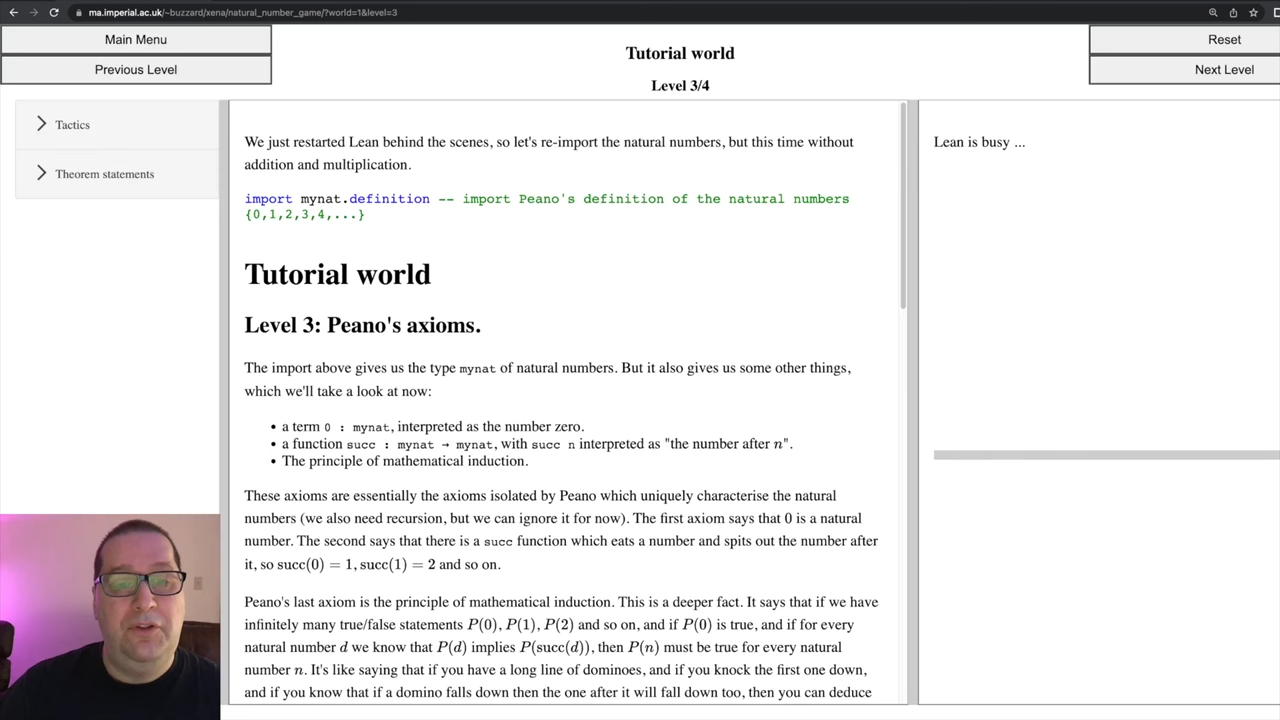 ma.imperial.ac.uk/~buzzard/xena/natural_number_game/?world=1&level=3
Main Menu
Previous Level
Tutorial world
Level 3/4
Reset
Next Level
Tactics
Theorem statements
We just restarted Lean behind the scenes, so let's re-import the natural numbers, but this time without
addition and multiplication.
import mynat.definition -- import Peano's definition of the natural numbers
{0,1,2,3,4,...}
Tutorial world
Level 3: Peano's axioms.
The import above gives us the type mynat of natural numbers. But it also gives us some other things,
which we'll take a look at now:
• a term 0 : mynat, interpreted as the number zero.
• a function succ : mynat → mynat, with succ n interpreted as "the number after n".
• The principle of mathematical induction.
These axioms are essentially the axioms isolated by Peano which uniquely characterise the natural
numbers (we also need recursion, but we can ignore it for now). The first axiom says that 0 is a natural
number. The second says that there is a succ function which eats a number and spits out the number after
it, so succ(0) = 1, succ(1) = 2 and so on.
Peano's last axiom is the principle of mathematical induction. This is a deeper fact. It says that if we have
infinitely many true/false statements P(0), P(1), P(2) and so on, and if P(0) is true, and if for every
natural number d we know that P(d) implies P(succ(d)), then P(n) must be true for every natural
number n. It's like saying that if you have a long line of dominoes, and if you knock the first one down,
and if you know that if a domino falls down then the one after it will fall down too, then you can deduce
Lean is busy ...